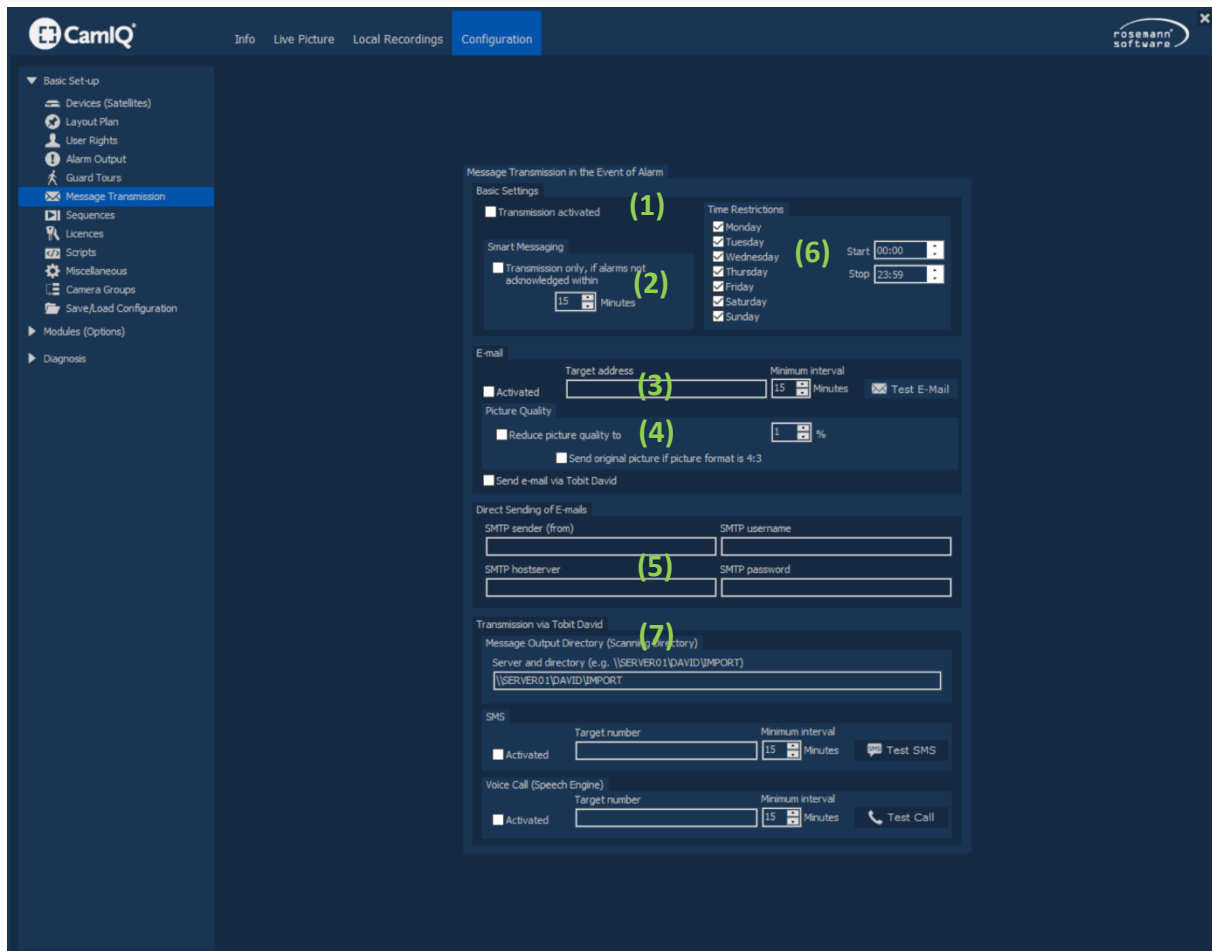 CamIQ®
Info Live Picture Local Recordings Configuration
rosemann®
software
Basic Set-up
Devices (Satellites)
Layout Plan
User Rights
Alarm Output
Guard Tours
Message Transmission
Sequences
Licences
Scripts
Miscellaneous
Camera Groups
Save/Load Configuration
Modules (Options)
Diagnosis
Message Transmission in the Event of Alarm
Basic Settings
Transmission activated (1)
Smart Messaging
Transmission only, if alarms not
acknowledged within (2)
15 Minutes
Time Restrictions
Monday
Tuesday
Wednesday
Thursday
Friday
Saturday
Sunday
(6)
Start 00:00
Stop 23:59
E-mail
Target address Minimum interval
Activated (3) 15 Minutes Test E-Mail
Picture Quality
Reduce picture quality to (4) 1 %
Send original picture if picture format is 4:3
Send e-mail via Tobit David
Direct Sending of E-mails
SMTP sender (from) SMTP username
SMTP hostserver (5) SMTP password
Transmission via Tobit David
(7)
Message Output Directory (Scanning Directory)
Server and directory (e.g. \\SERVER01\DAVID\IMPORT)
\\SERVER01\DAVID\IMPORT
SMS
Target number Minimum interval
Activated 15 Minutes SMS Test SMS
Voice Call (Speech Engine)
Target number Minimum interval
Activated 15 Minutes Test Call